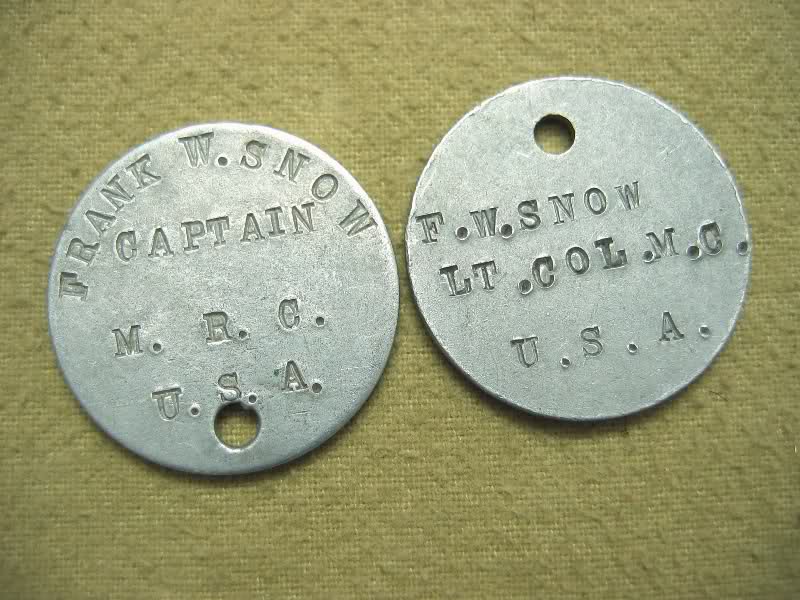 FRANK W. SNOW
CAPTAIN
M. R. C.
U.S.A.
F.W.SNOW
LT.COL.M.C.
U.S.A.